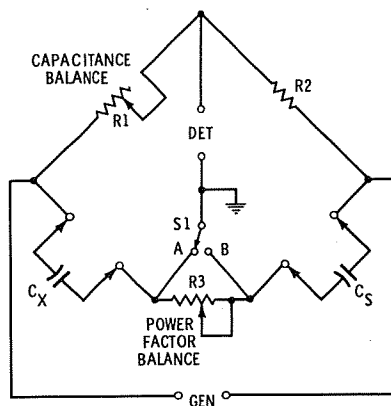 CAPACITANCE
BALANCE
R1
R2
DET
S1
A
B
R3
CX
POWER
FACTOR
BALANCE
CS
GEN